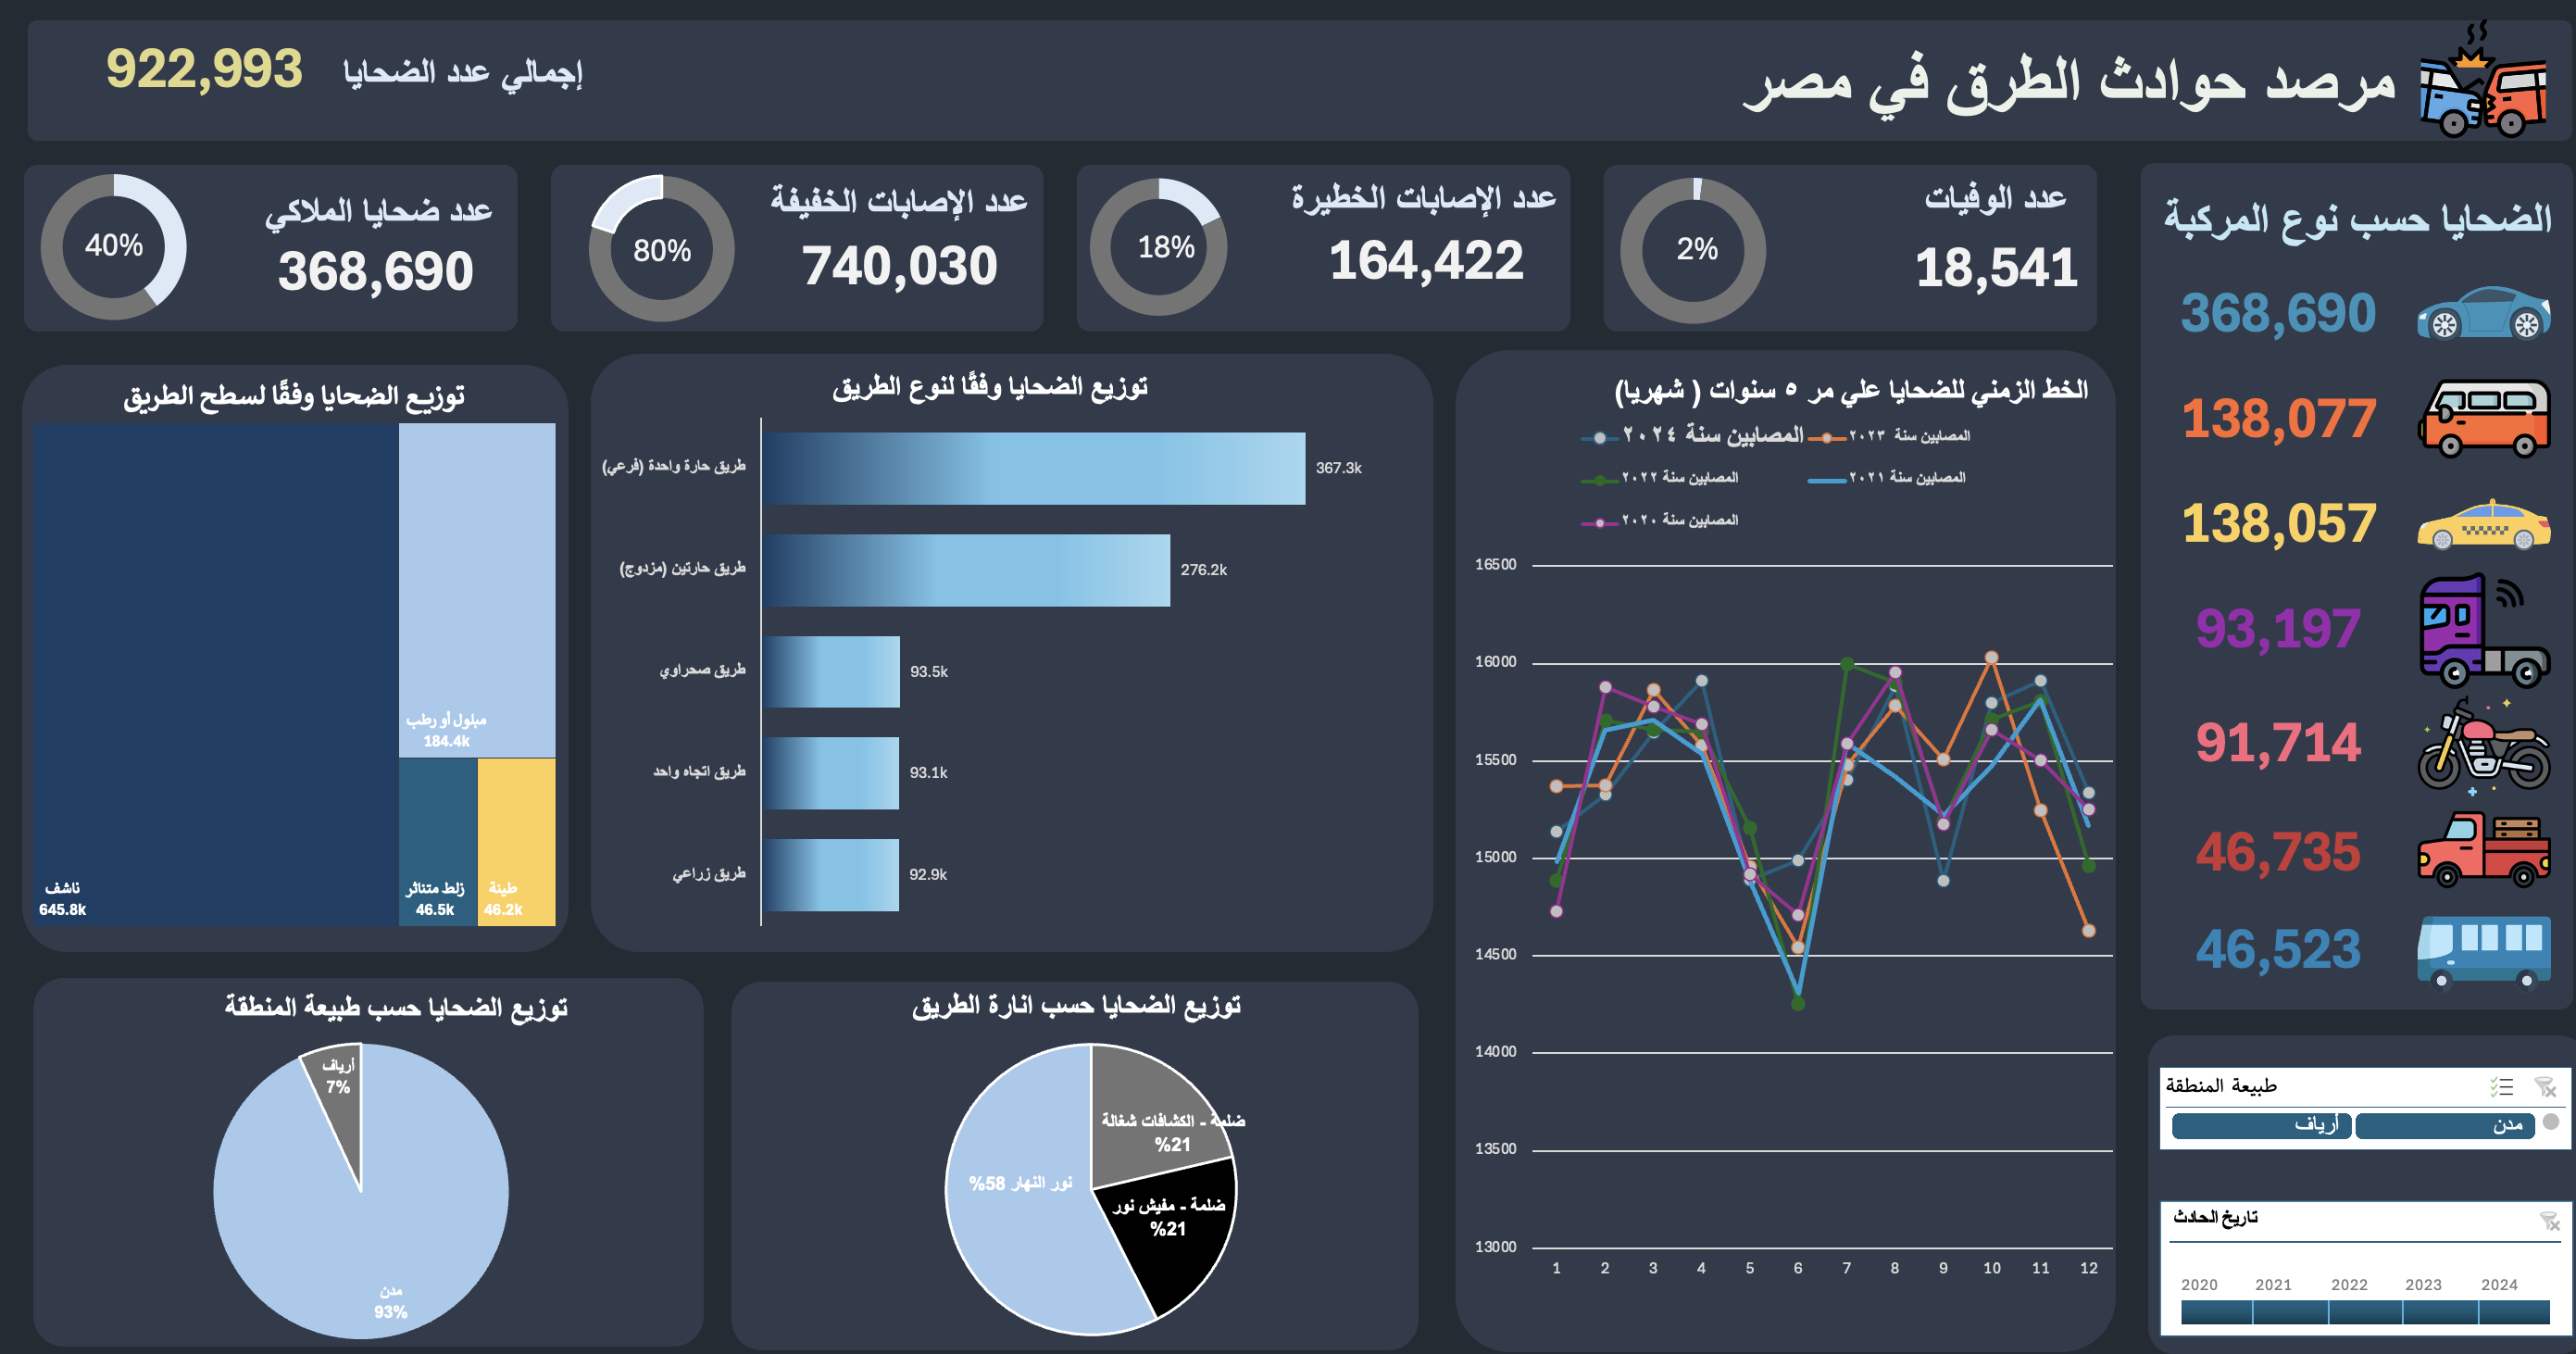 مرصد حوادث الطرق في مصر
إجمالي عدد الضحايا 922,993
عدد الوفيات
18,541
2%
عدد الإصابات الخطيرة
164,422
18%
عدد الإصابات الخفيفة
740,030
80%
عدد ضحايا الملاكي
368,690
40%
الضحايا حسب نوع المركبة
368,690
138,077
138,057
93,197
91,714
46,735
46,523
الخط الزمني للضحايا علي مر ٥ سنوات ( شهريا)
المصابين سنة ٢٠٢٤
المصابين سنة ٢٠٢٣
المصابين سنة ٢٠٢٢
المصابين سنة ٢٠٢١
المصابين سنة ٢٠٢٠
16500
16000
15500
15000
14500
14000
13500
13000
1 2 3 4 5 6 7 8 9 10 11 12
توزيع الضحايا وفقًا لنوع الطريق
طريق حارة واحدة (فرعي) 367.3k
طريق حارتين (مزدوج) 276.2k
طريق صحراوي 93.5k
طريق اتجاه واحد 93.1k
طريق زراعي 92.9k
توزيع الضحايا وفقًا لسطح الطريق
مبلول أو رطب
184.4k
ناشف
645.8k
زلط متناثر
46.5k
طينة
46.2k
توزيع الضحايا حسب انارة الطريق
ضلمة - الكشافات شغالة
%21
نور النهار 58%
ضلمة - مفيش نور
%21
توزيع الضحايا حسب طبيعة المنطقة
أرياف
7%
مدن
93%
طبيعة المنطقة
مدن
أرياف
تاريخ الحادث
2020 2021 2022 2023 2024